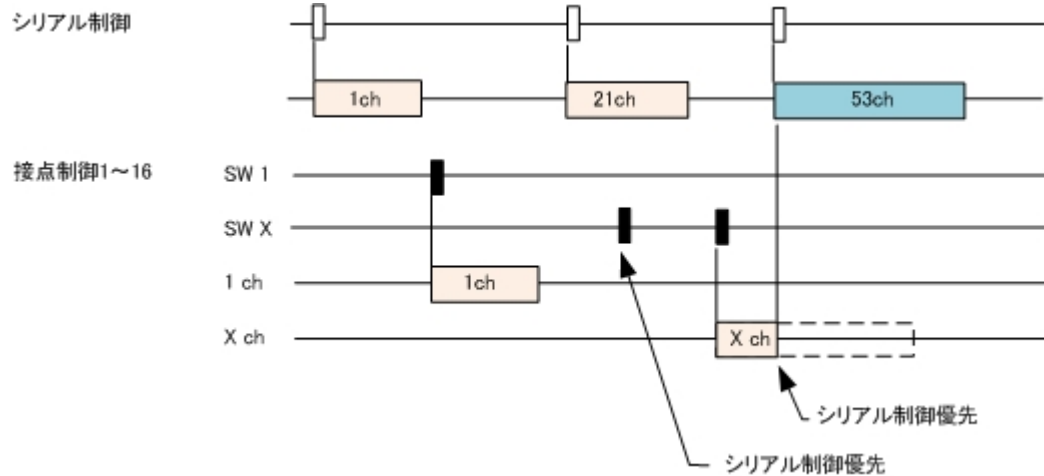 シリアル制御
1ch
21ch
53ch
接点制御1～16
SW 1
SW X
1 ch
1ch
X ch
X ch
シリアル制御優先
シリアル制御優先